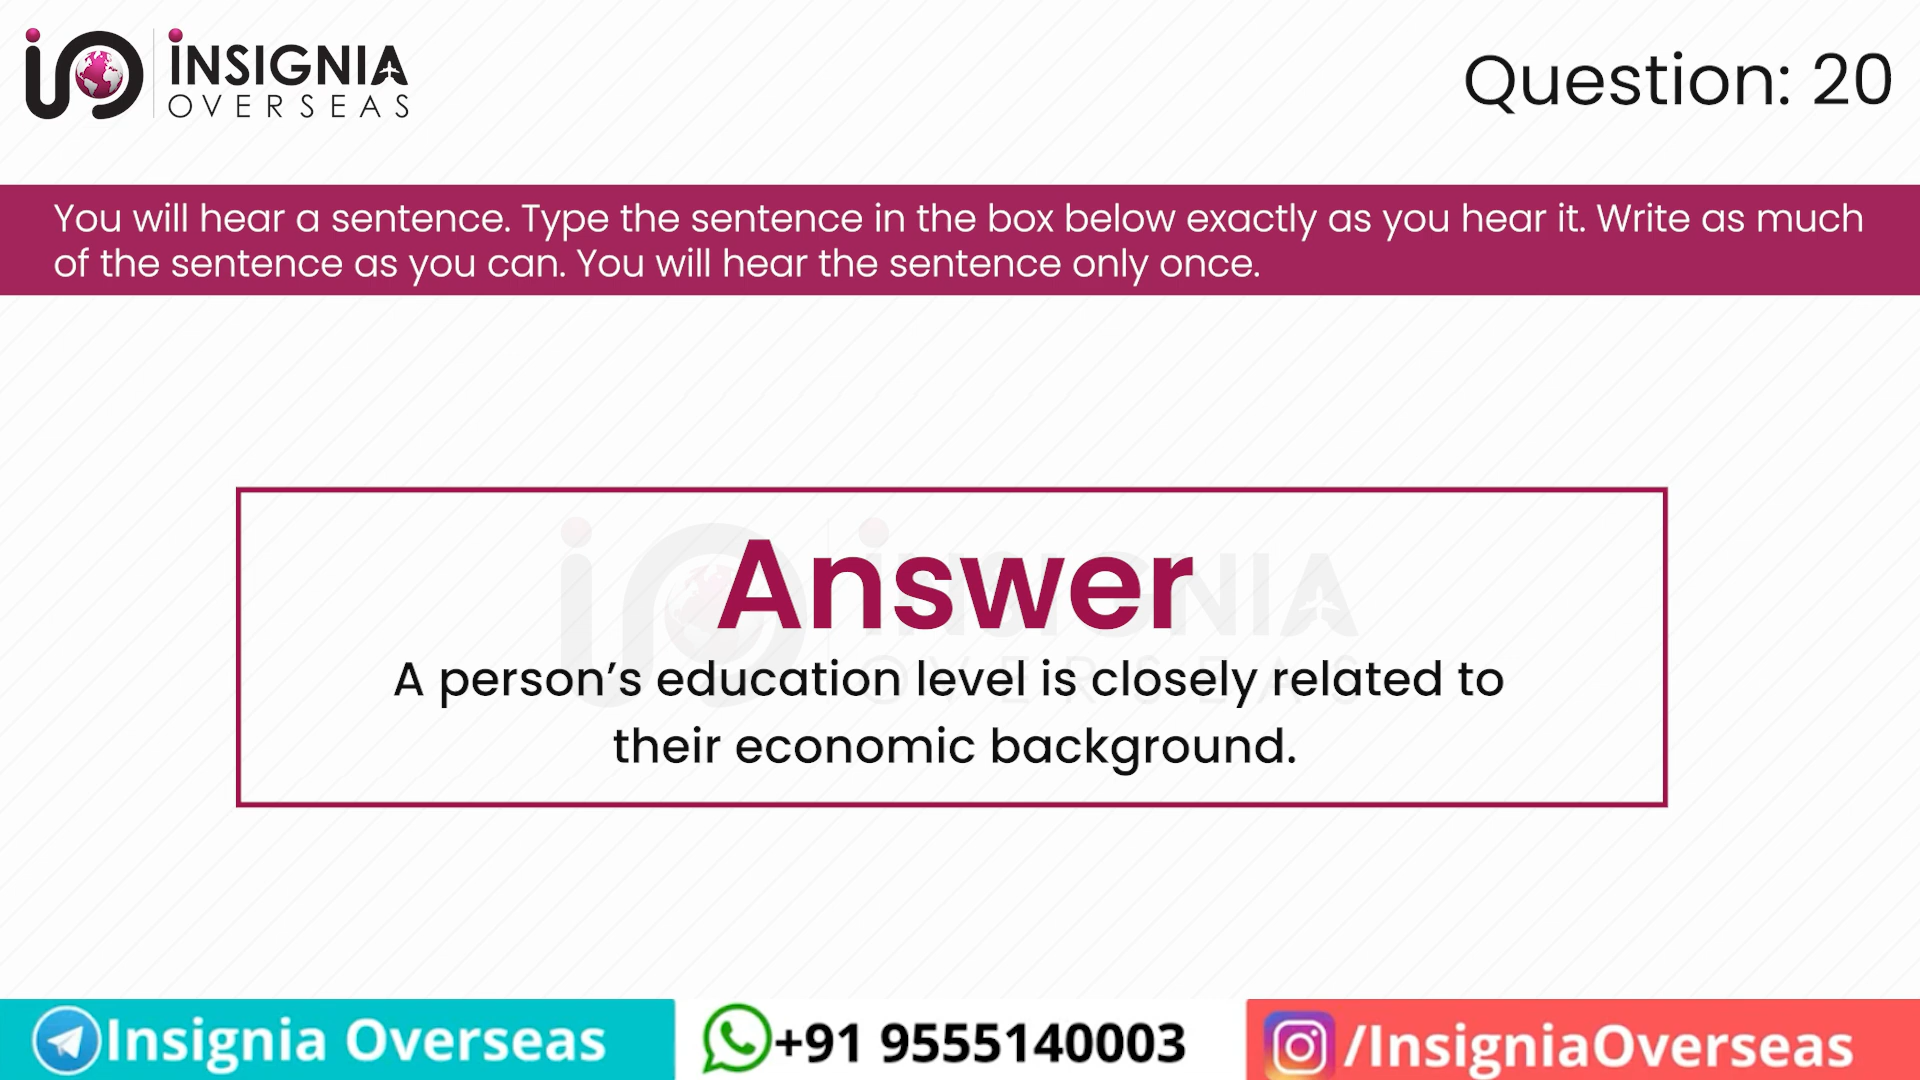 INSIGNIA
OVERSEAS
Question: 20
You will hear a sentence. Type the sentence in the box below exactly as you hear it. Write as much
of the sentence as you can. You will hear the sentence only once.
INSIGNIA
OVERSEAS
Answer
A person’s education level is closely related to
their economic background.
Insignia Overseas
+91 9555140003
/InsigniaOverseas